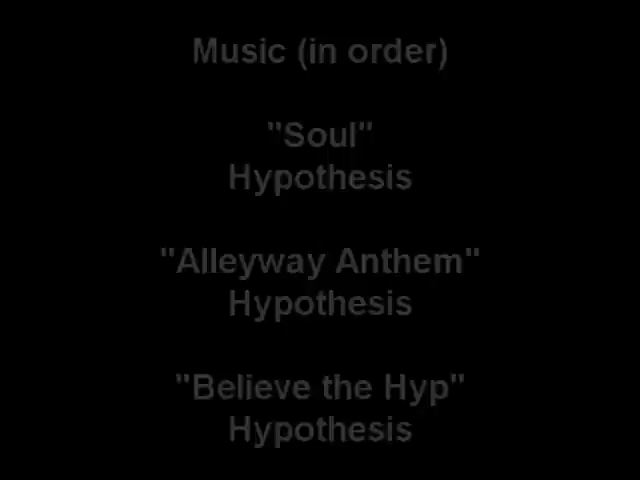 Music (in order)
"Soul"
Hypothesis
"Alleyway Anthem"
Hypothesis
"Believe the Hyp"
Hypothesis